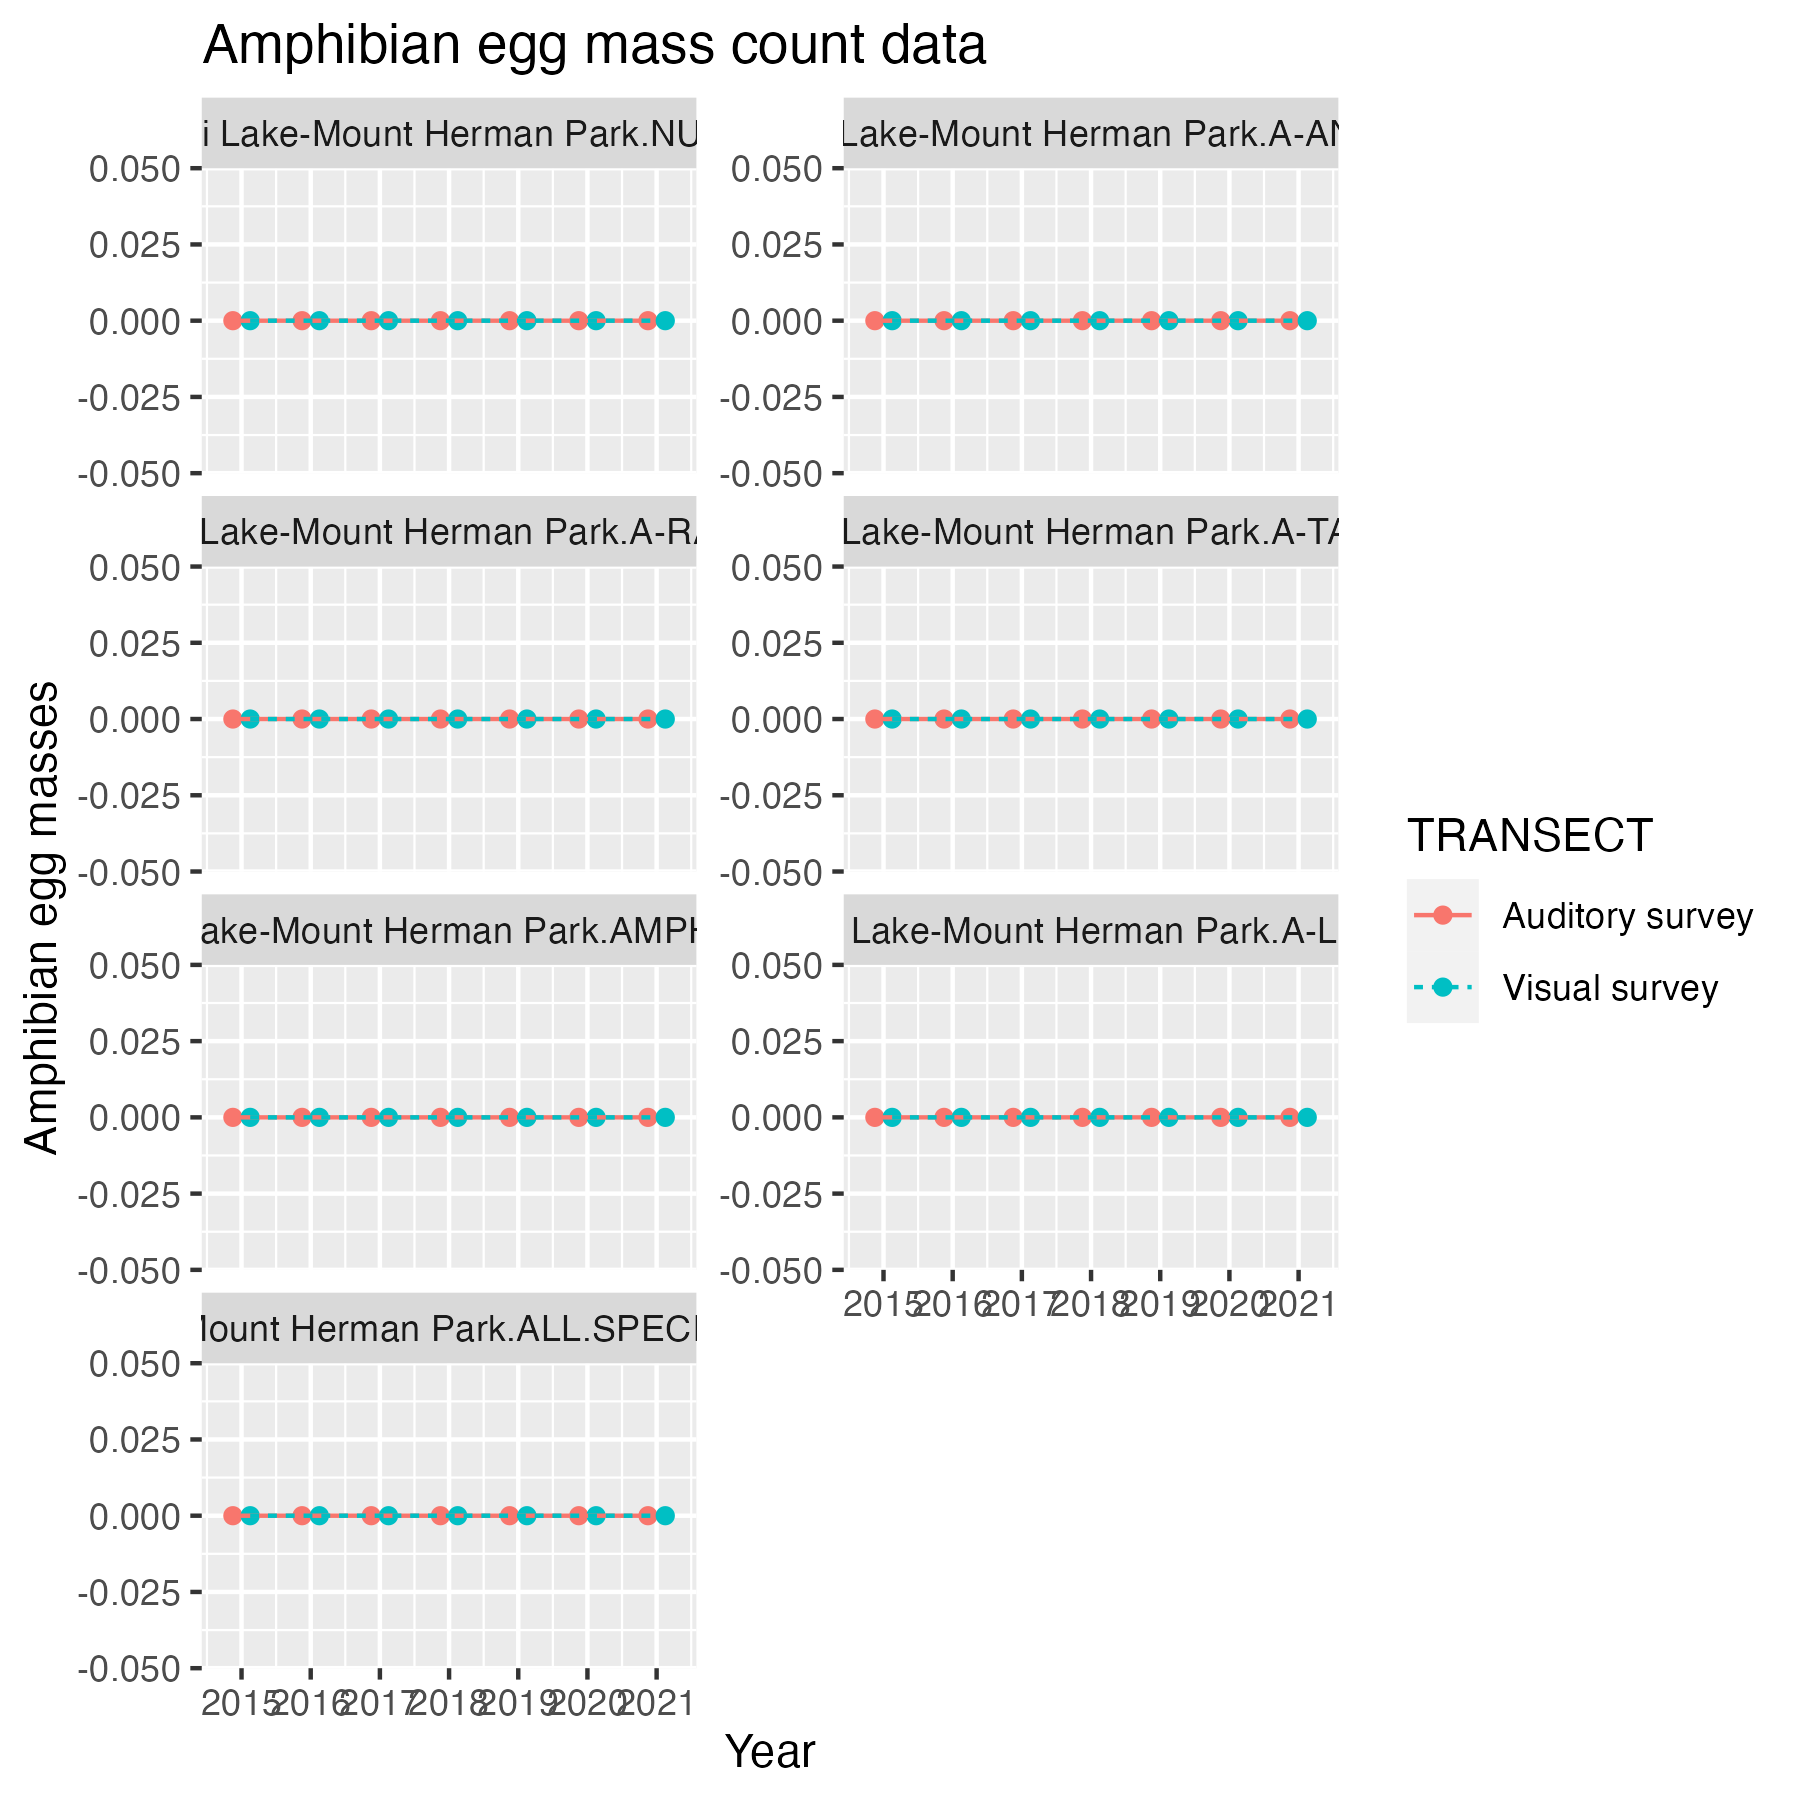 Amphibian egg mass count data
i Lake-Mount Herman Park.NU
Lake-Mount Herman Park.A-AN
0.050
0.025
0.000
-0.025
-0.050
0.050
0.025
0.000
-0.025
-0.050
Lake-Mount Herman Park.A-RA
Lake-Mount Herman Park.A-TA
0.050
0.025
0.000
-0.025
-0.050
0.050
0.025
0.000
-0.025
-0.050
ake-Mount Herman Park.AMPH
Lake-Mount Herman Park.A-L
0.050
0.025
0.000
-0.025
-0.050
0.050
0.025
0.000
-0.025
-0.050
2015 2016 2017 2018 2019 2020 2021
Mount Herman Park.ALL.SPECI
0.050
0.025
0.000
-0.025
-0.050
2015 2016 2017 2018 2019 2020 2021
Year
Amphibian egg masses
TRANSECT
Auditory survey
Visual survey